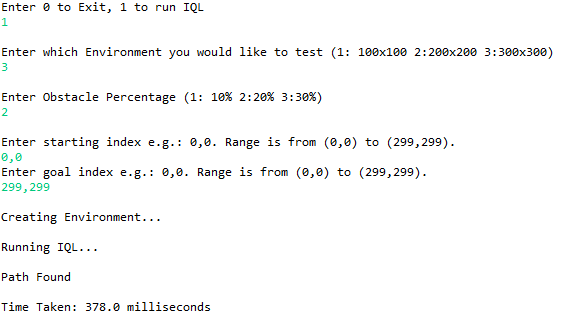 Enter 0 to Exit, 1 to run IQL
1
Enter which Environment you would like to test (1: 100x100 2:200x200 3:300x300)
3
Enter Obstacle Percentage (1: 10% 2:20% 3:30%)
2
Enter starting index e.g.: 0,0. Range is from (0,0) to (299,299).
0,0
Enter goal index e.g.: 0,0. Range is from (0,0) to (299,299).
299,299
Creating Environment...
Running IQL...
Path Found
Time Taken: 378.0 milliseconds